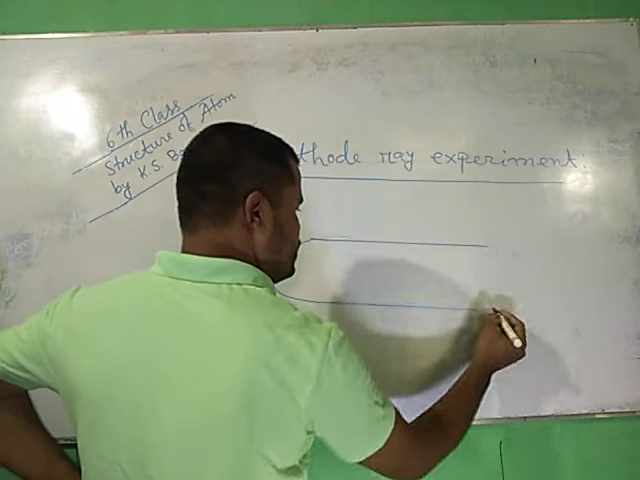 6th Class
Structure of Atom
by K S.
thode ray experiment: